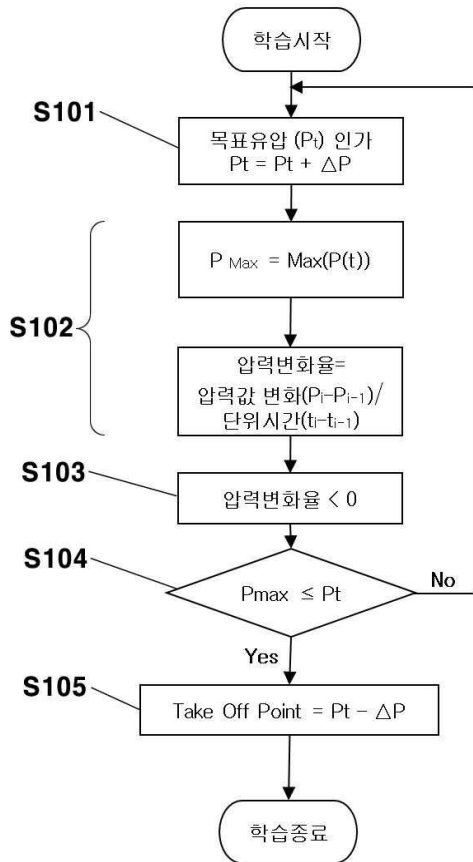 학습시작
S101
목표유압 (Pt) 인가
Pt = Pt + △P
S102
P Max = Max(P(t))
압력변화율=
압력값 변화(Pi-Pi-1)/
단위시간(ti-ti-1)
S103
압력변화율 < 0
S104
Pmax ≤ Pt
No
Yes
S105
Take Off Point = Pt - △P
학습종료